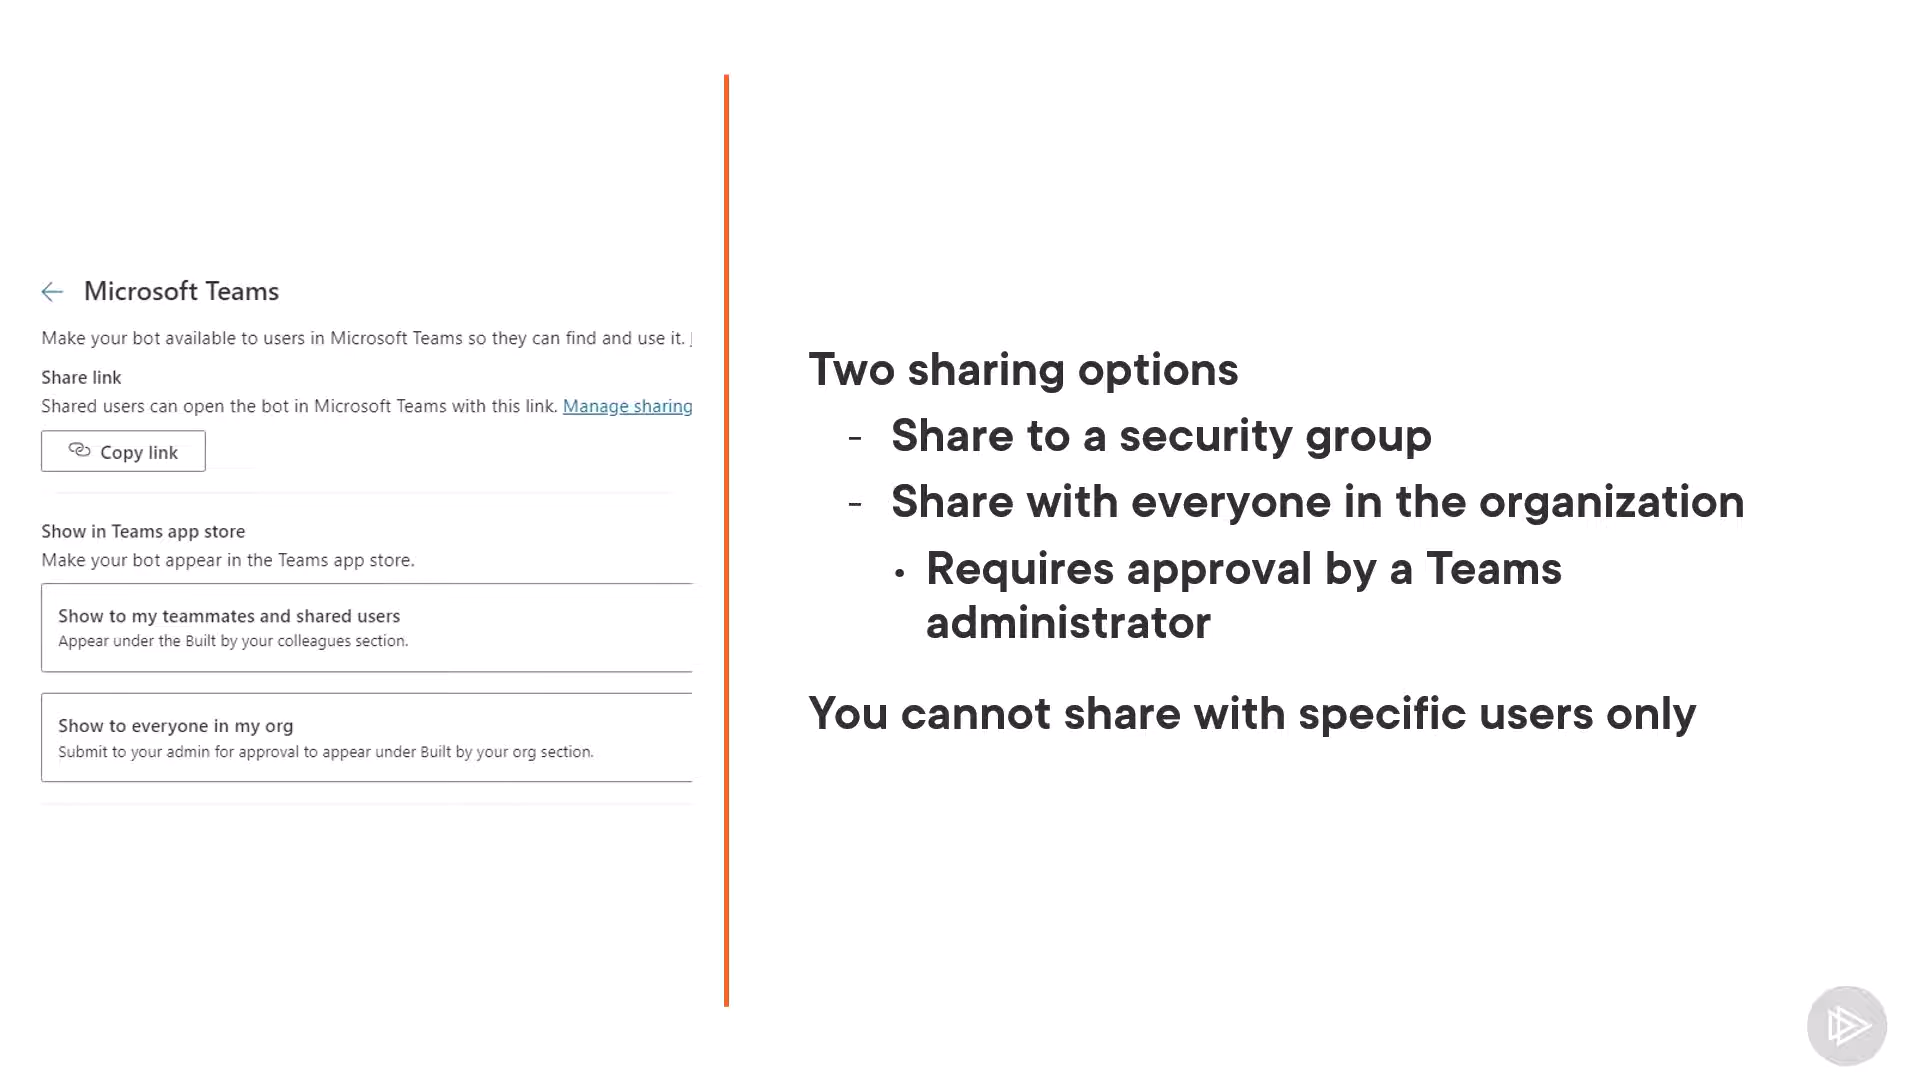 Microsoft Teams
Make your bot available to users in Microsoft Teams so they can find and use it.
Share link
Shared users can open the bot in Microsoft Teams with this link. Manage sharing
Copy link
Show in Teams app store
Make your bot appear in the Teams app store.
Show to my teammates and shared users
Appear under the Built by your colleagues section.
Show to everyone in my org
Submit to your admin for approval to appear under Built by your org section.
Two sharing options
- Share to a security group
- Share with everyone in the organization
• Requires approval by a Teams
administrator
You cannot share with specific users only